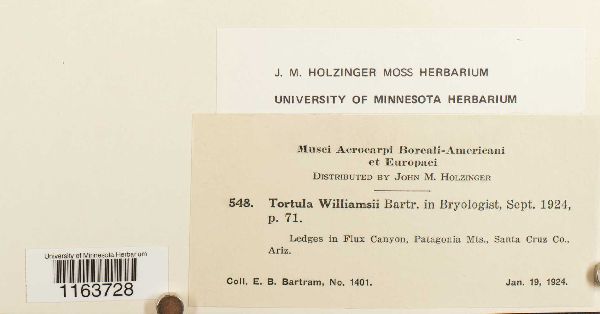 J. M. HOLZINGER MOSS HERBARIUM
UNIVERSITY OF MINNESOTA HERBARIUM
Musci Acrocarpi Boreali-Americani
et Europaei
DISTRIBUTED BY JOHN M. HOLZINGER
548. Tortula Williamsii Bartr. in Bryologist, Sept. 1924,
p. 71.
Ledges in Flux Canyon, Patagonia Mts., Santa Cruz Co.,
Ariz.
Coll. E. B. Bartram, No. 1401. Jan. 19, 1924.
University of Minnesota Herbarium
1163728